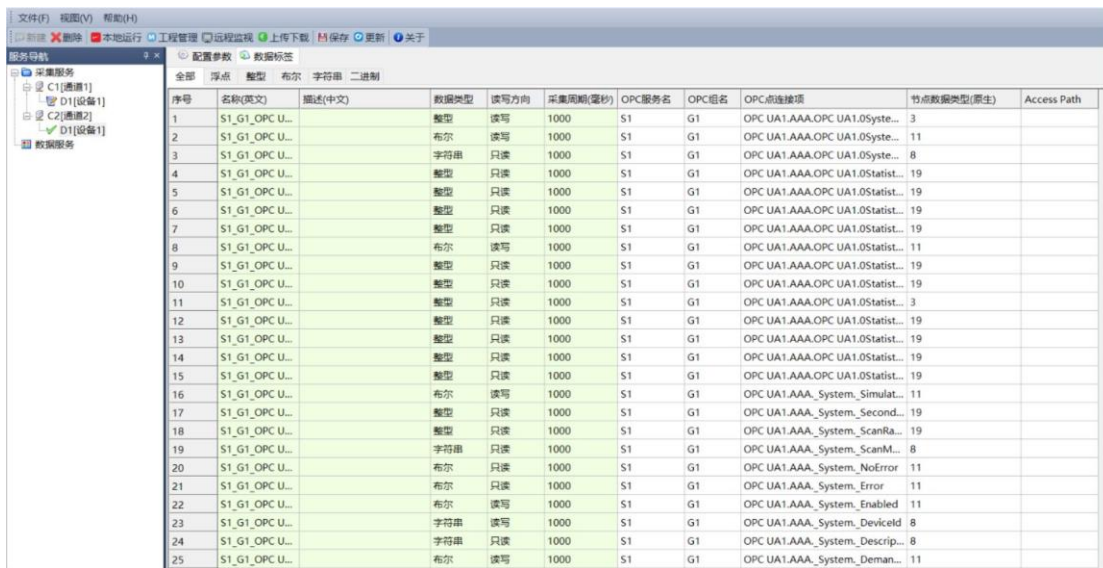 文件(F) 视图(V) 帮助(H)
新建 删除 本地运行 工程管理 远程监视 上传下载 保存 更新 关于
服务导航
采集服务
C1[通道1]
D1[设备1]
C2[通道2]
D1[设备1]
数据服务
配置参数 数据标签
全部 浮点 整型 布尔 字符串 二进制
序号 名称(英文) 描述(中文) 数据类型 读写方向 采集周期(毫秒) OPC服务名 OPC组名 OPC点连接项 节点数据类型(原生) Access Path
1 S1_G1_OPC U... 整型 读写 1000 S1 G1 OPC UA1.AAA.OPC UA1.0Syste... 3
2 S1_G1_OPC U... 布尔 读写 1000 S1 G1 OPC UA1.AAA.OPC UA1.0Syste... 11
3 S1_G1_OPC U... 字符串 只读 1000 S1 G1 OPC UA1.AAA.OPC UA1.0Syste... 8
4 S1_G1_OPC U... 整型 只读 1000 S1 G1 OPC UA1.AAA.OPC UA1.0Statist... 19
5 S1_G1_OPC U... 整型 只读 1000 S1 G1 OPC UA1.AAA.OPC UA1.0Statist... 19
6 S1_G1_OPC U... 整型 只读 1000 S1 G1 OPC UA1.AAA.OPC UA1.0Statist... 19
7 S1_G1_OPC U... 整型 只读 1000 S1 G1 OPC UA1.AAA.OPC UA1.0Statist... 19
8 S1_G1_OPC U... 布尔 读写 1000 S1 G1 OPC UA1.AAA.OPC UA1.0Statist... 11
9 S1_G1_OPC U... 整型 只读 1000 S1 G1 OPC UA1.AAA.OPC UA1.0Statist... 19
10 S1_G1_OPC U... 整型 只读 1000 S1 G1 OPC UA1.AAA.OPC UA1.0Statist... 19
11 S1_G1_OPC U... 整型 只读 1000 S1 G1 OPC UA1.AAA.OPC UA1.0Statist... 3
12 S1_G1_OPC U... 整型 只读 1000 S1 G1 OPC UA1.AAA.OPC UA1.0Statist... 19
13 S1_G1_OPC U... 整型 只读 1000 S1 G1 OPC UA1.AAA.OPC UA1.0Statist... 19
14 S1_G1_OPC U... 整型 只读 1000 S1 G1 OPC UA1.AAA.OPC UA1.0Statist... 19
15 S1_G1_OPC U... 整型 只读 1000 S1 G1 OPC UA1.AAA.OPC UA1.0Statist... 19
16 S1_G1_OPC U... 布尔 读写 1000 S1 G1 OPC UA1.AAA._System._Simulat... 11
17 S1_G1_OPC U... 整型 只读 1000 S1 G1 OPC UA1.AAA._System._Second... 19
18 S1_G1_OPC U... 整型 只读 1000 S1 G1 OPC UA1.AAA._System._ScanRa... 19
19 S1_G1_OPC U... 字符串 只读 1000 S1 G1 OPC UA1.AAA._System._ScanM... 8
20 S1_G1_OPC U... 布尔 只读 1000 S1 G1 OPC UA1.AAA._System._NoError 11
21 S1_G1_OPC U... 布尔 只读 1000 S1 G1 OPC UA1.AAA._System._Error 11
22 S1_G1_OPC U... 布尔 读写 1000 S1 G1 OPC UA1.AAA._System._Enabled 11
23 S1_G1_OPC U... 字符串 读写 1000 S1 G1 OPC UA1.AAA._System._DeviceId 8
24 S1_G1_OPC U... 字符串 只读 1000 S1 G1 OPC UA1.AAA._System._Descrip... 8
25 S1_G1_OPC U... 布尔 读写 1000 S1 G1 OPC UA1.AAA._System._Deman... 11